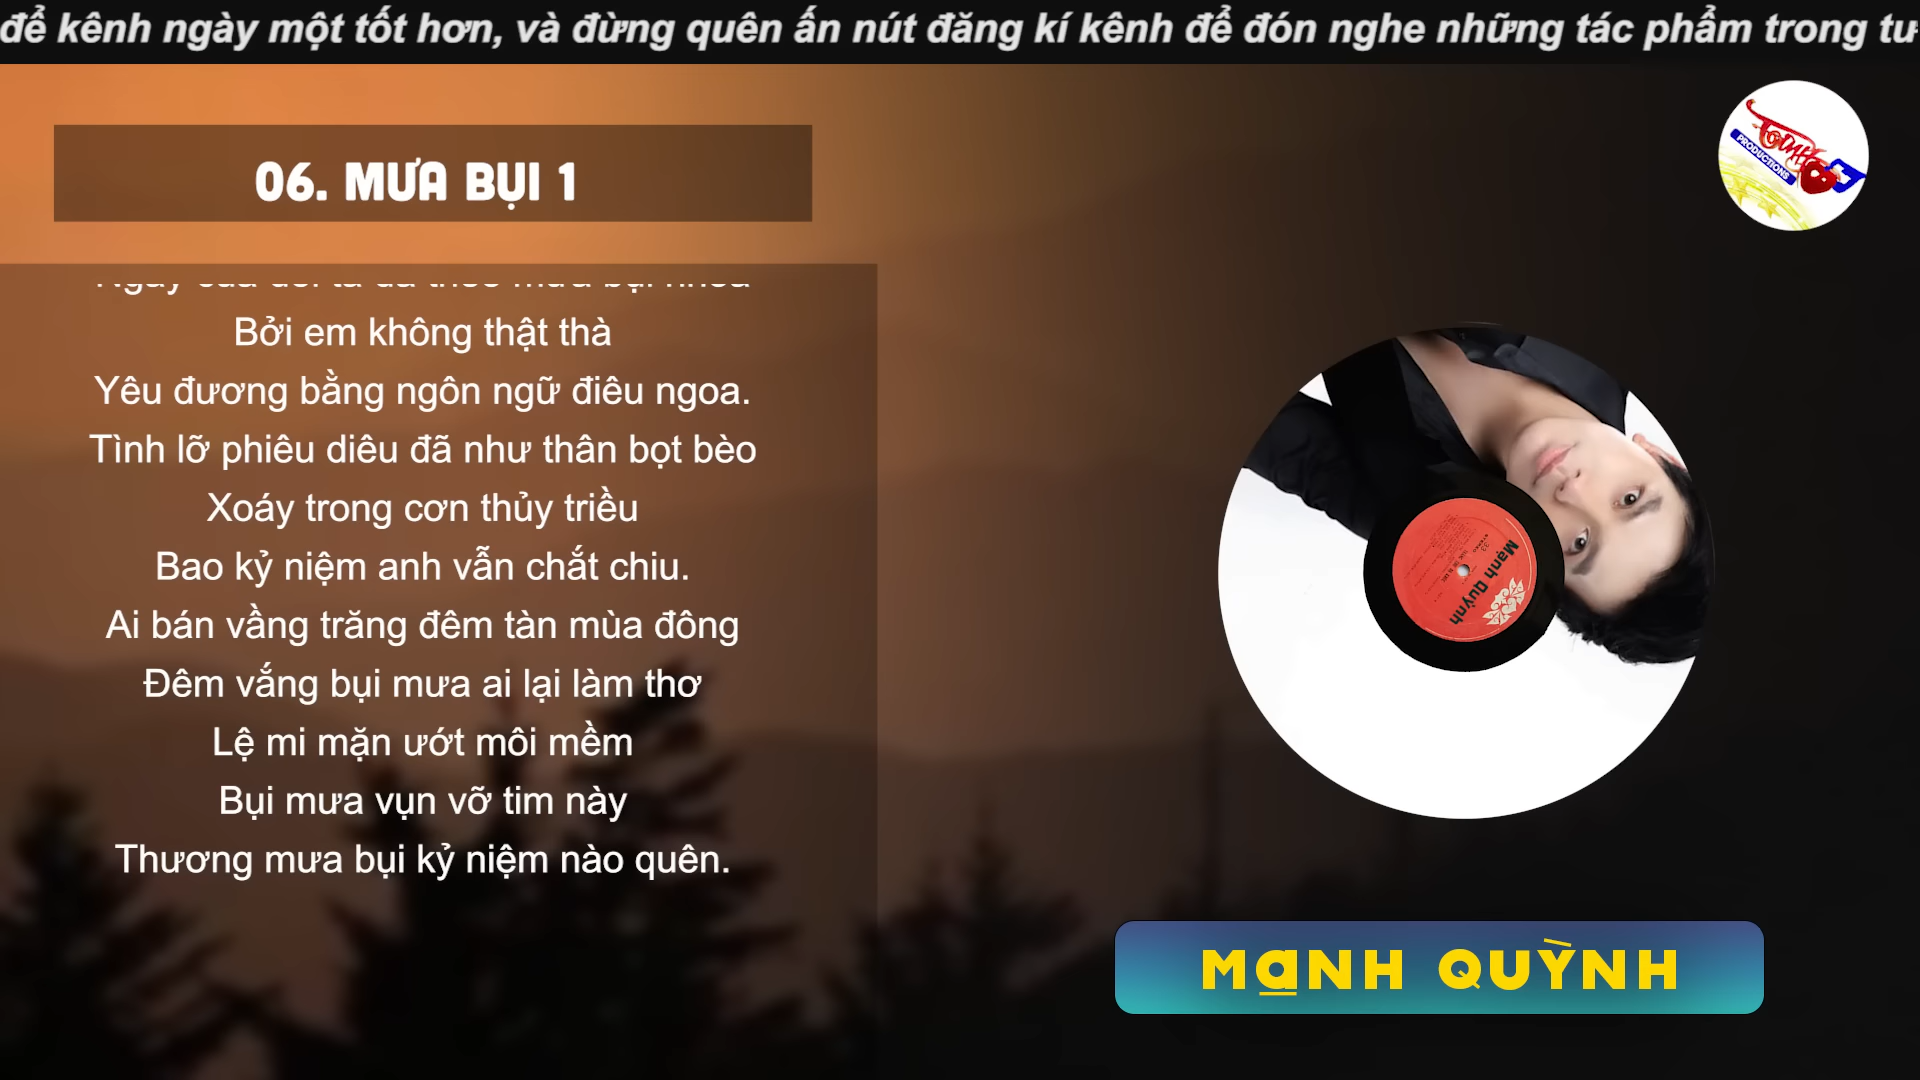 để kênh ngày một tốt hơn, và đừng quên ấn nút đăng kí kênh để đón nghe những tác phẩm trong
06. MƯA BỤI 1
PRODUCTIONS
Bởi em không thật thà
Yêu đương bằng ngôn ngữ điêu ngoa.
Tình lỡ phiêu diêu đã như thân bọt bèo
Xoáy trong cơn thủy triều
Bao kỷ niệm anh vẫn chắt chiu.
Ai bán vầng trăng đêm tàn mùa đông
Đêm vắng bụi mưa ai lại làm thơ
Lệ mi mặn ướt môi mềm
Bụi mưa vụn vỡ tim này
Thương mưa bụi kỷ niệm nào quên.
Mạnh Quỳnh
MẠNH QUỲNH